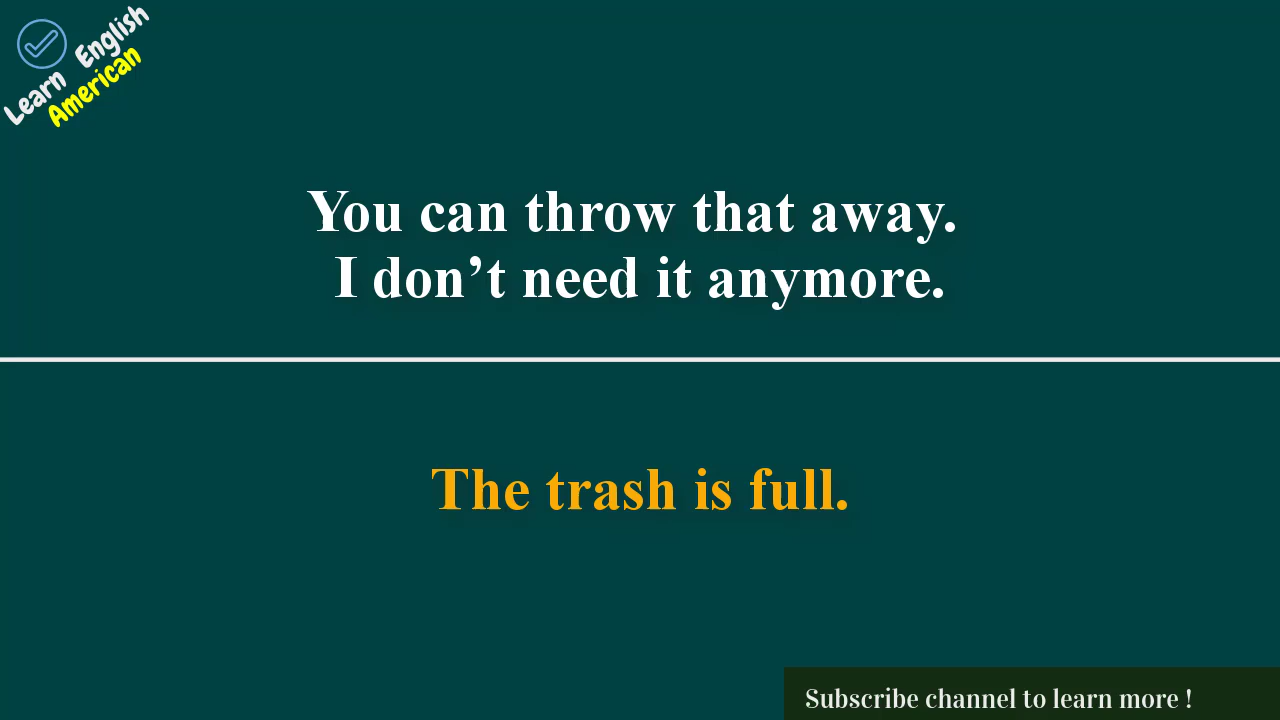 Learn English
American
You can throw that away.
I don’t need it anymore.
The trash is full.
Subscribe channel to learn more !